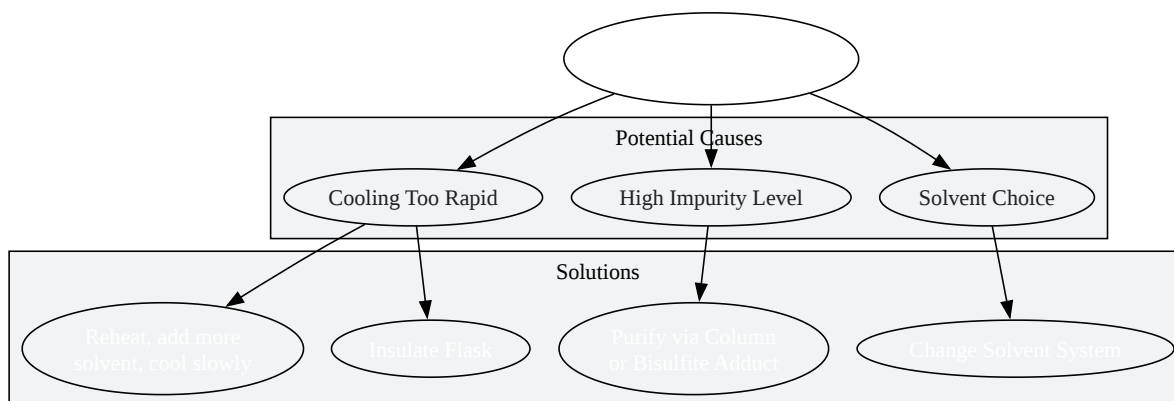 Potential Causes
Cooling Too Rapid
High Impurity Level
Solvent Choice
Solutions
Reheat, add more
solvent, cool slowly
Insulate Flask
Purify via Column
or Bisulfite Adduct
Change Solvent System